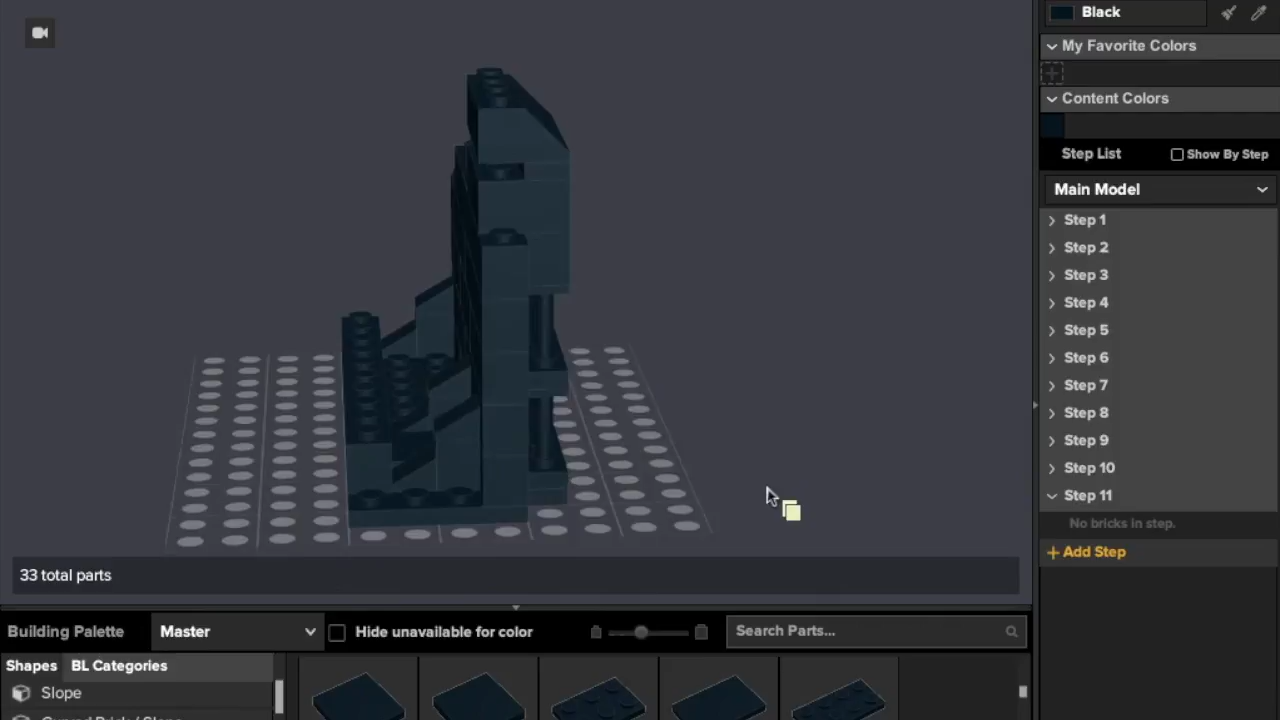 Black
My Favorite Colors
Content Colors
Step List
Show By Step
Main Model
Step 1
Step 2
Step 3
Step 4
Step 5
Step 6
Step 7
Step 8
Step 9
Step 10
Step 11
No bricks in step.
+ Add Step
33 total parts
Building Palette
Master
Hide unavailable for color
Search Parts...
Shapes
BL Categories
Slope
Curved Brick / Slope